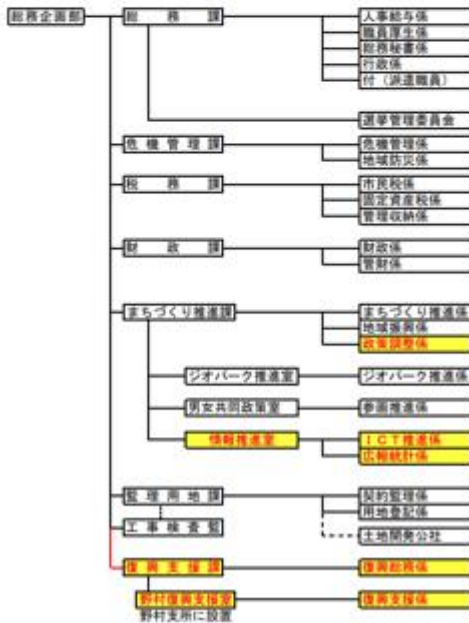 総務企画部
総務課
人事給与係
職員厚生係
総務秘書係
行政係
付（派遣職員）
選挙管理委員会
危機管理課
危機管理係
地域防災係
税務課
市民税係
固定資産税係
管理収納係
財政課
財政係
管財係
まちづくり推進課
まちづくり推進係
地域振興係
政策調整係
ジオパーク推進室
ジオパーク推進係
男女共同政策室
参画推進係
情報推進室
ICT推進係
広報統計係
監理用地課
契約監理係
用地登記係
工事検査監
土地開発公社
復興支援課
復興総務係
野村復興支援室
復興支援係
野村支所に設置